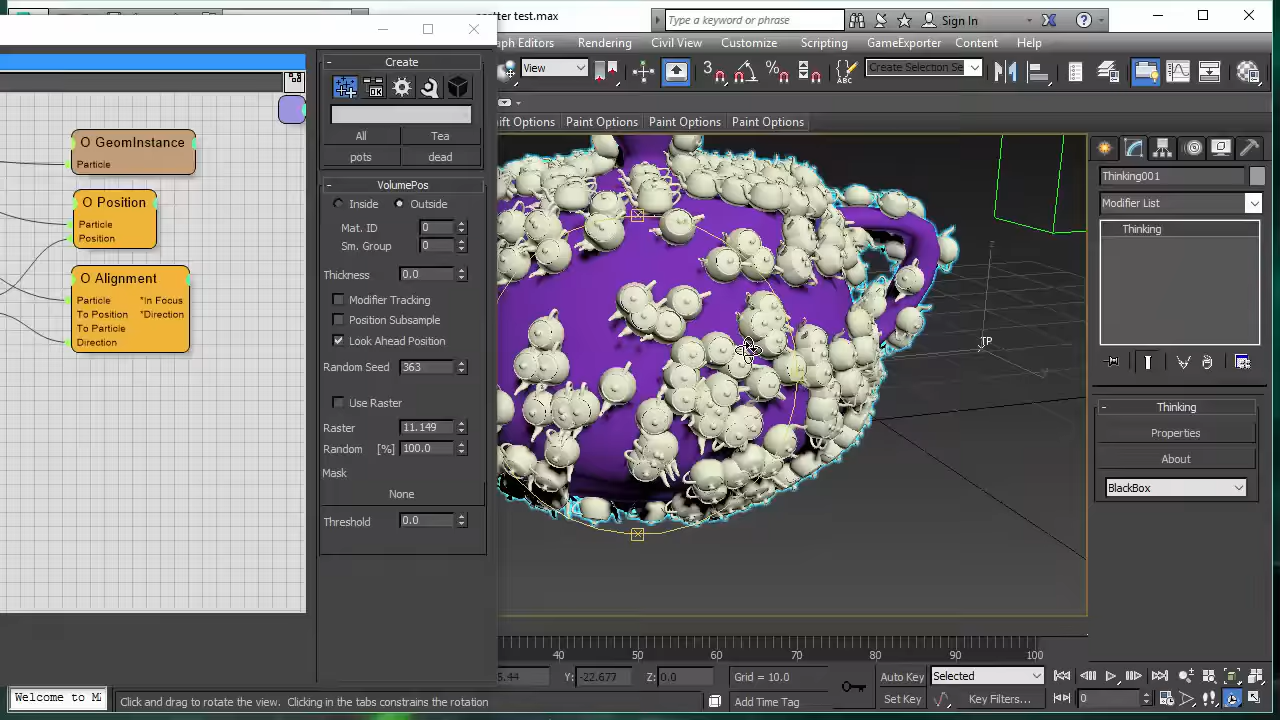 scatter test.max
Type a keyword or phrase
Sign In
ph Editors
Rendering
Civil View
Customize
Scripting
GameExporter
Content
Help
View
Create Selection Se
ift Options
Paint Options
Paint Options
Paint Options
Create
All
Tea
pots
dead
VolumePos
Inside
Outside
Mat. ID
0
Sm. Group
0
Thickness
0,0
Modifier Tracking
Position Subsample
Look Ahead Position
Random Seed
363
Use Raster
Raster
11.149
Random
[%]
100.0
Mask
None
Threshold
0.0
O GeomInstance
Particle
O Position
Particle
Position
O Alignment
Particle
*In Focus
To Position
*Direction
To Particle
Direction
TP
Thinking001
Modifier List
Thinking
Thinking
Properties
About
BlackBox
40
50
60
70
80
90
100
5.44
Y:
-22.677
Z:
0.0
Grid = 10.0
Auto Key
Selected
Add Time Tag
Set Key
Key Filters...
0
Welcome to M
Click and drag to rotate the view. Clicking in the tabs constrains the rotation